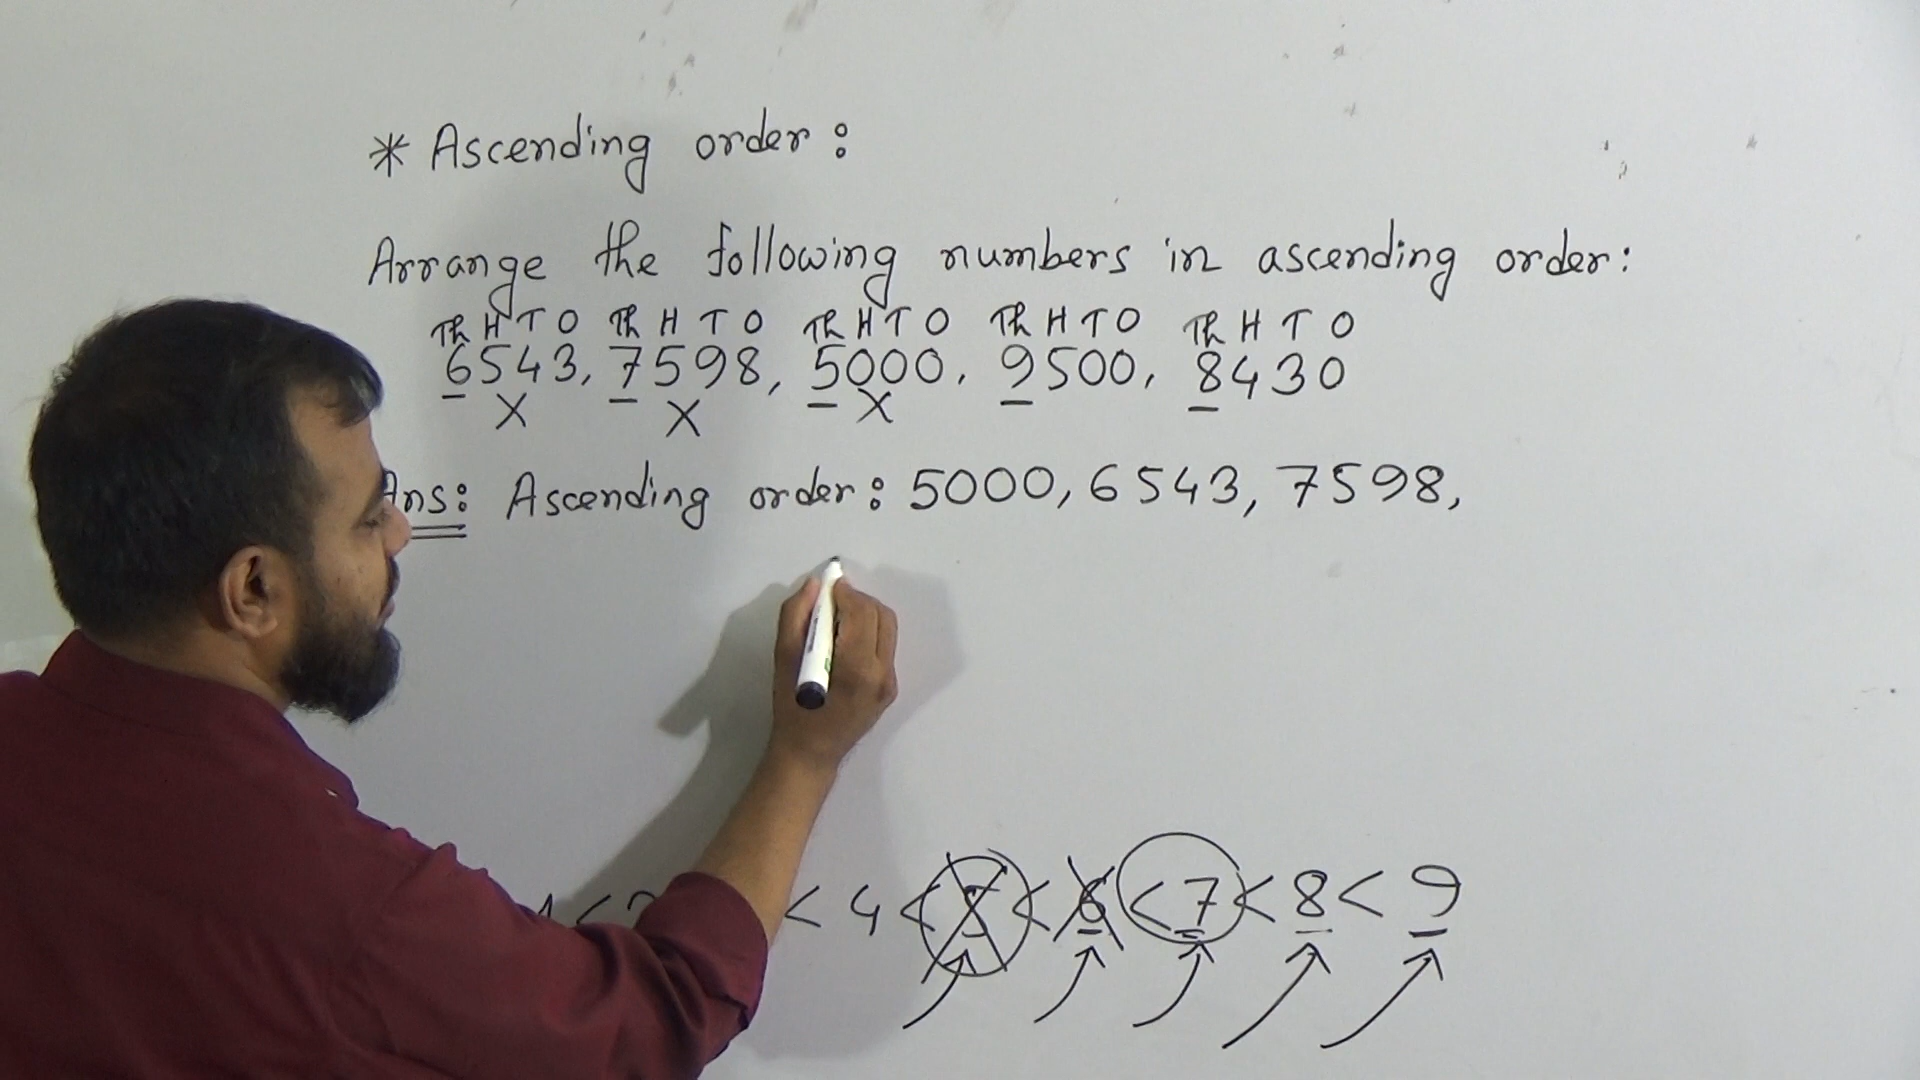 * Ascending order:
Arrange the following numbers in ascending order:
Th H T O Th H T O Th H T O Th H T O Th H T O
6543, 7598, 5000, 9500, 8430
X X X
Ans: Ascending order: 5000, 6543, 7598,
< 4 < 5 < 6 < 7 < 8 < 9